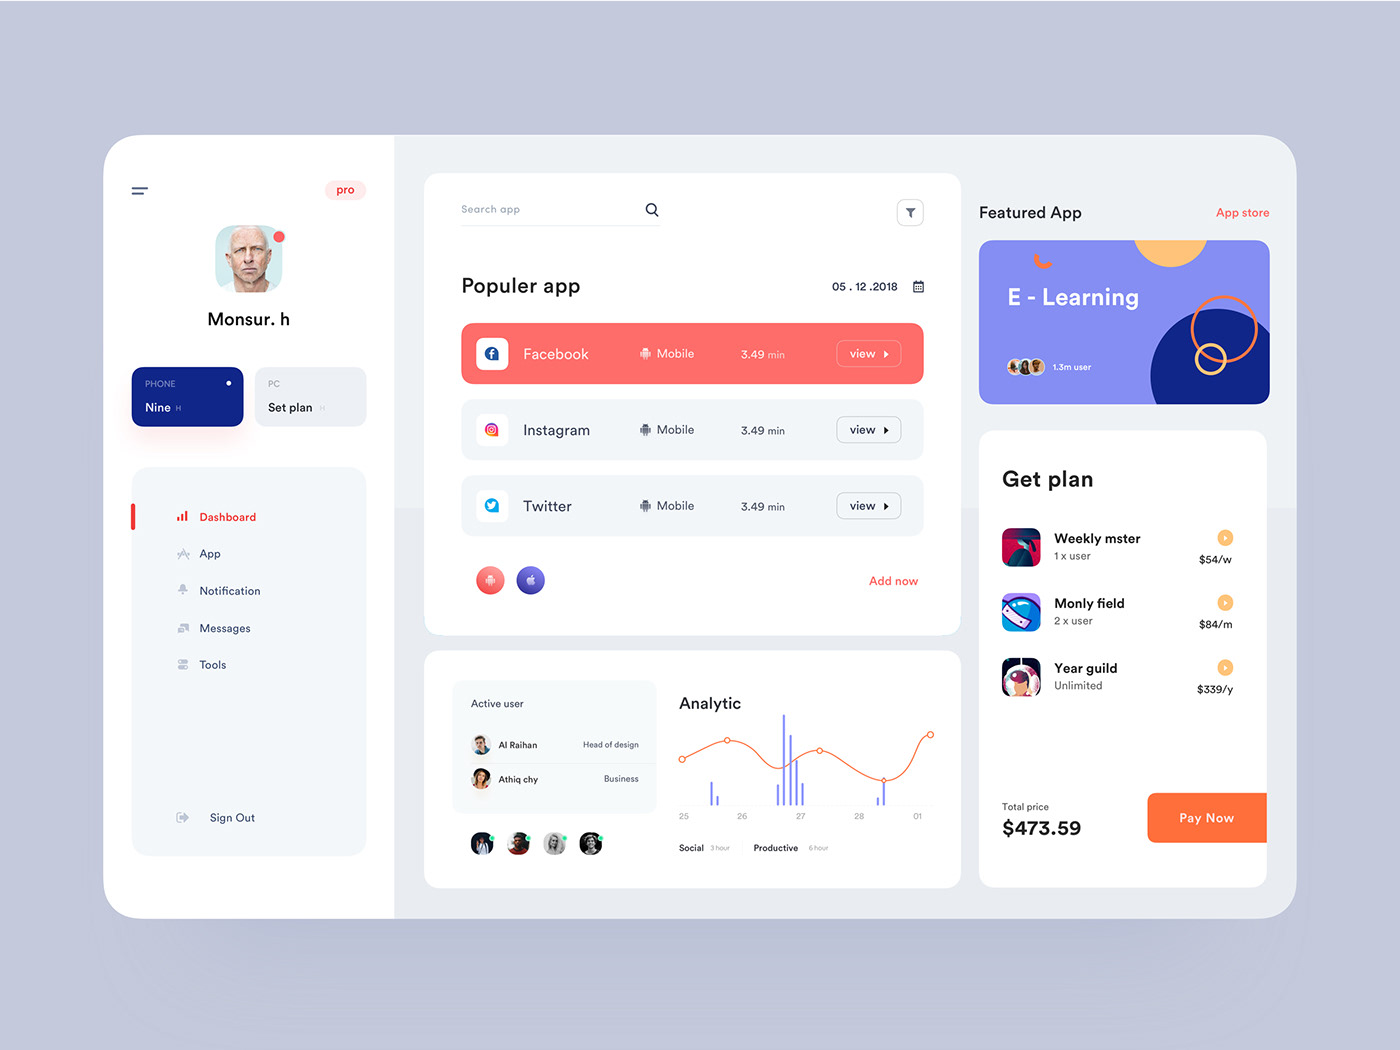 pro
Monsur. h
PHONE
Nine H
PC
Set plan H
Dashboard
App
Notification
Messages
Tools
Sign Out
Search app
Populer app
05 . 12 .2018
Facebook Mobile 3.49 min view
Instagram Mobile 3.49 min view
Twitter Mobile 3.49 min view
Add now
Active user
Al Raihan Head of design
Athiq chy Business
Analytic
25 26 27 28 01
Social 3 hour Productive 6 hour
Featured App App store
E - Learning
1.3m user
Get plan
Weekly mster
1 x user
$54/w
Monly field
2 x user
$84/m
Year guild
Unlimited
$339/y
Total price
$473.59
Pay Now